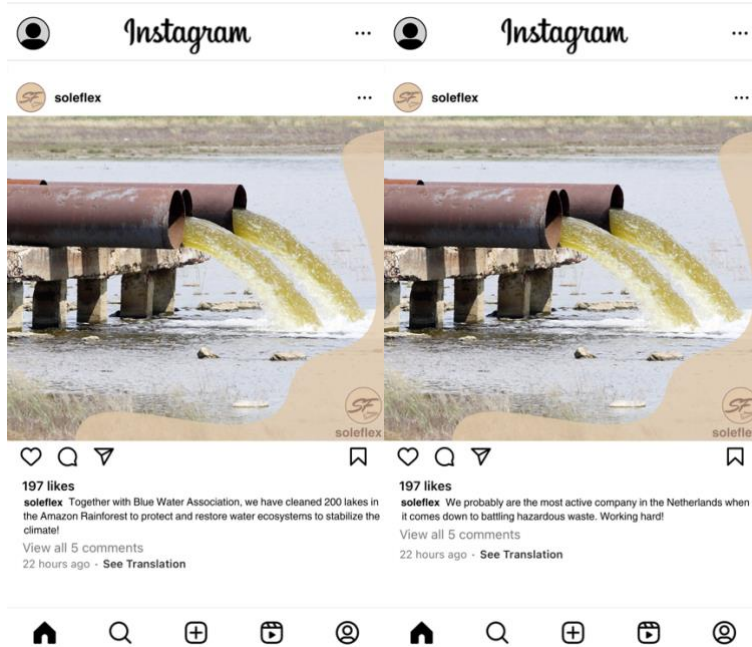 Instagram
soleflex
SF
soleflex
197 likes
soleflex Together with Blue Water Association, we have cleaned 200 lakes in
the Amazon Rainforest to protect and restore water ecosystems to stabilize the
climate!
View all 5 comments
22 hours ago · See Translation
Instagram
soleflex
SF
solefle
197 likes
soleflex We probably are the most active company in the Netherlands when
it comes down to battling hazardous waste. Working hard!
View all 5 comments
22 hours ago · See Translation